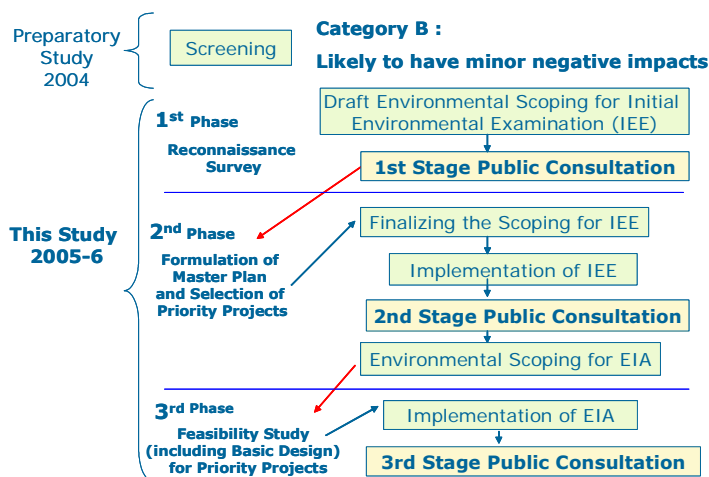 Preparatory
Study
2004
Screening
Category B :
Likely to have minor negative impacts
This Study
2005-6
1st Phase
Reconnaissance
Survey
Draft Environmental Scoping for Initial
Environmental Examination (IEE)
1st Stage Public Consultation
2nd Phase
Formulation of
Master Plan
and Selection of
Priority Projects
Finalizing the Scoping for IEE
Implementation of IEE
2nd Stage Public Consultation
Environmental Scoping for EIA
3rd Phase
Feasibility Study
(including Basic Design)
for Priority Projects
Implementation of EIA
3rd Stage Public Consultation